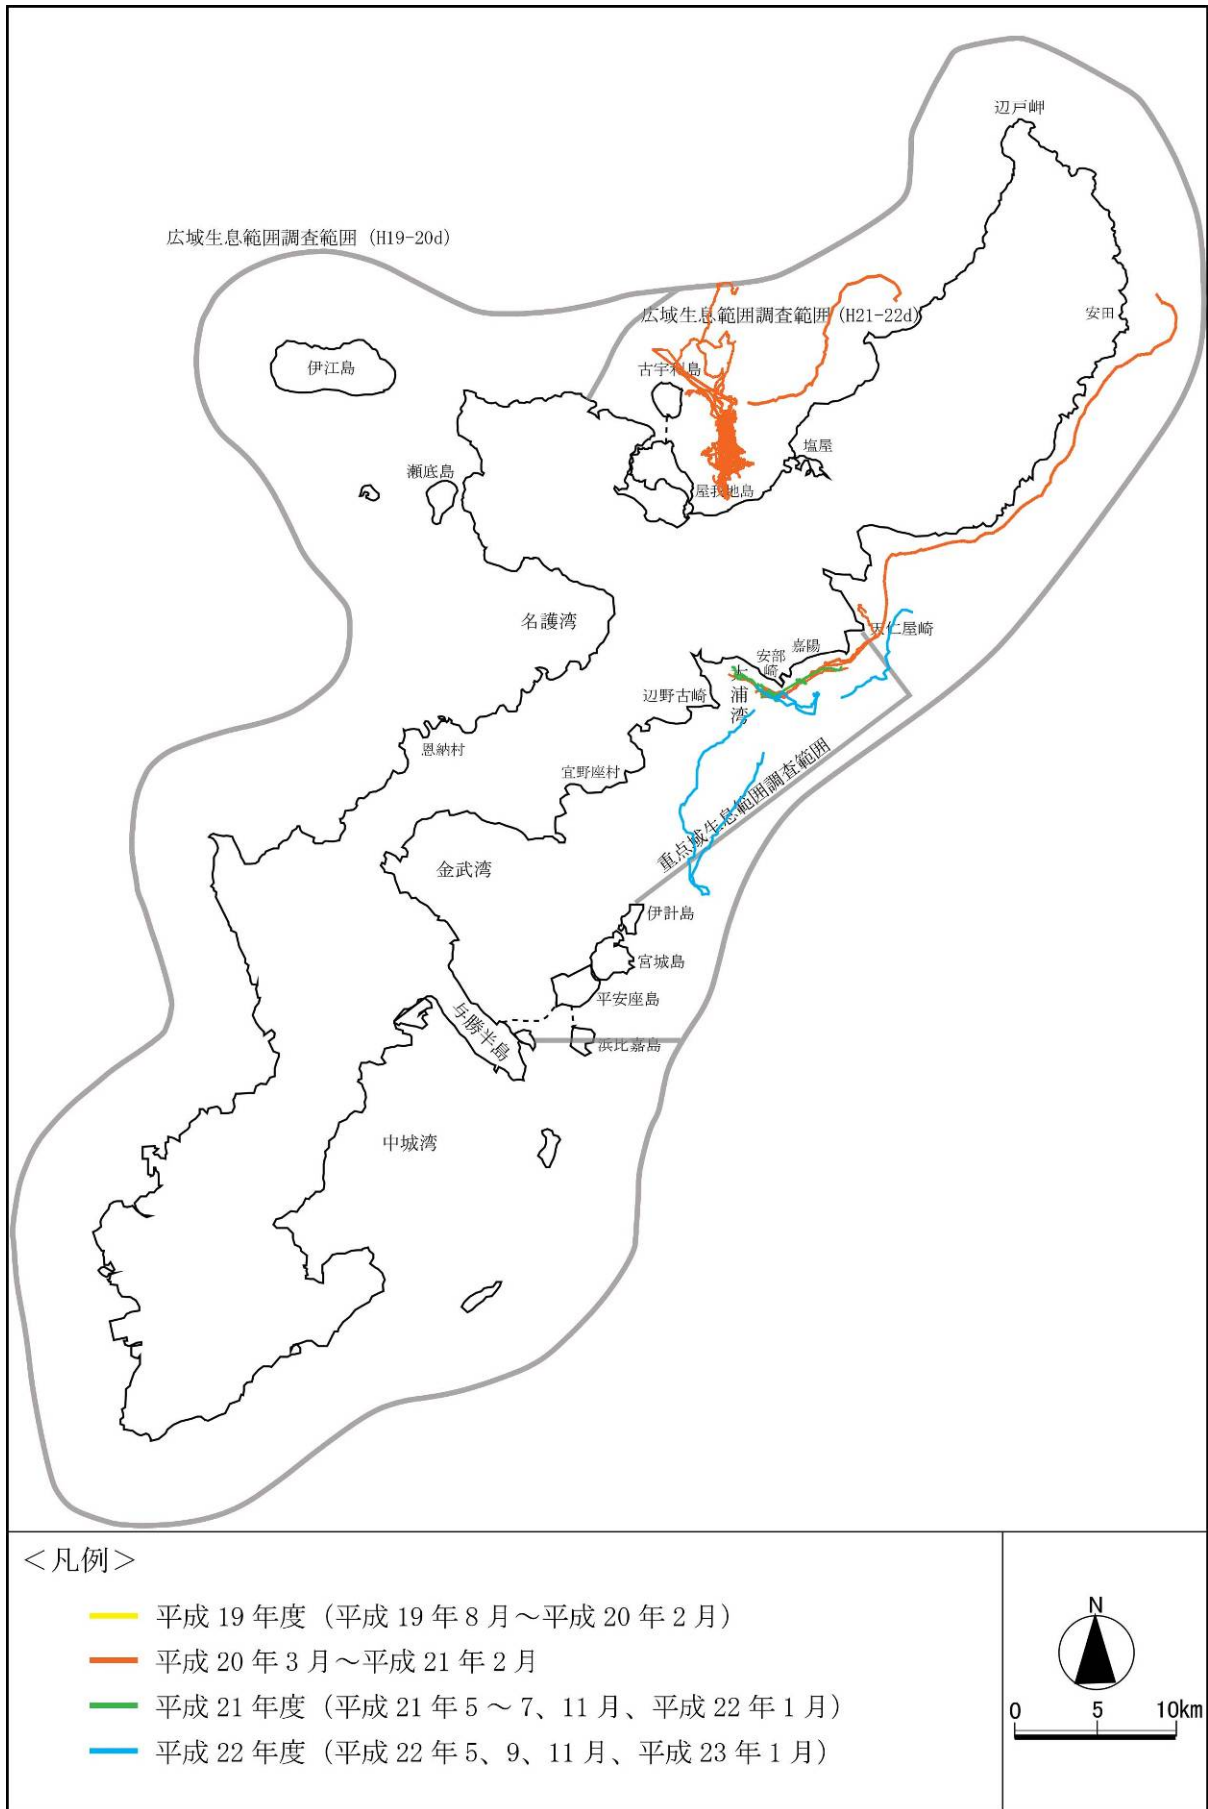 辺戸岬
広域生息範囲調査範囲 (H19-20d)
広域生息範囲調査範囲 (H21-22d)
安田
伊江島
古宇利島
塩屋
瀬底島
屋我地島
名護湾
天仁屋崎
嘉陽
安部崎
大浦湾
辺野古崎
恩納村
宜野座村
重点域生息範囲調査範囲
金武湾
伊計島
宮城島
平安座島
与勝半島
浜比嘉島
中城湾
<凡例>
平成 19 年度（平成 19 年 8 月～平成 20 年 2 月）
平成 20 年 3 月～平成 21 年 2 月
平成 21 年度（平成 21 年 5 ～ 7、11 月、平成 22 年 1 月）
平成 22 年度（平成 22 年 5、9、11 月、平成 23 年 1 月）
N
0 5 10km